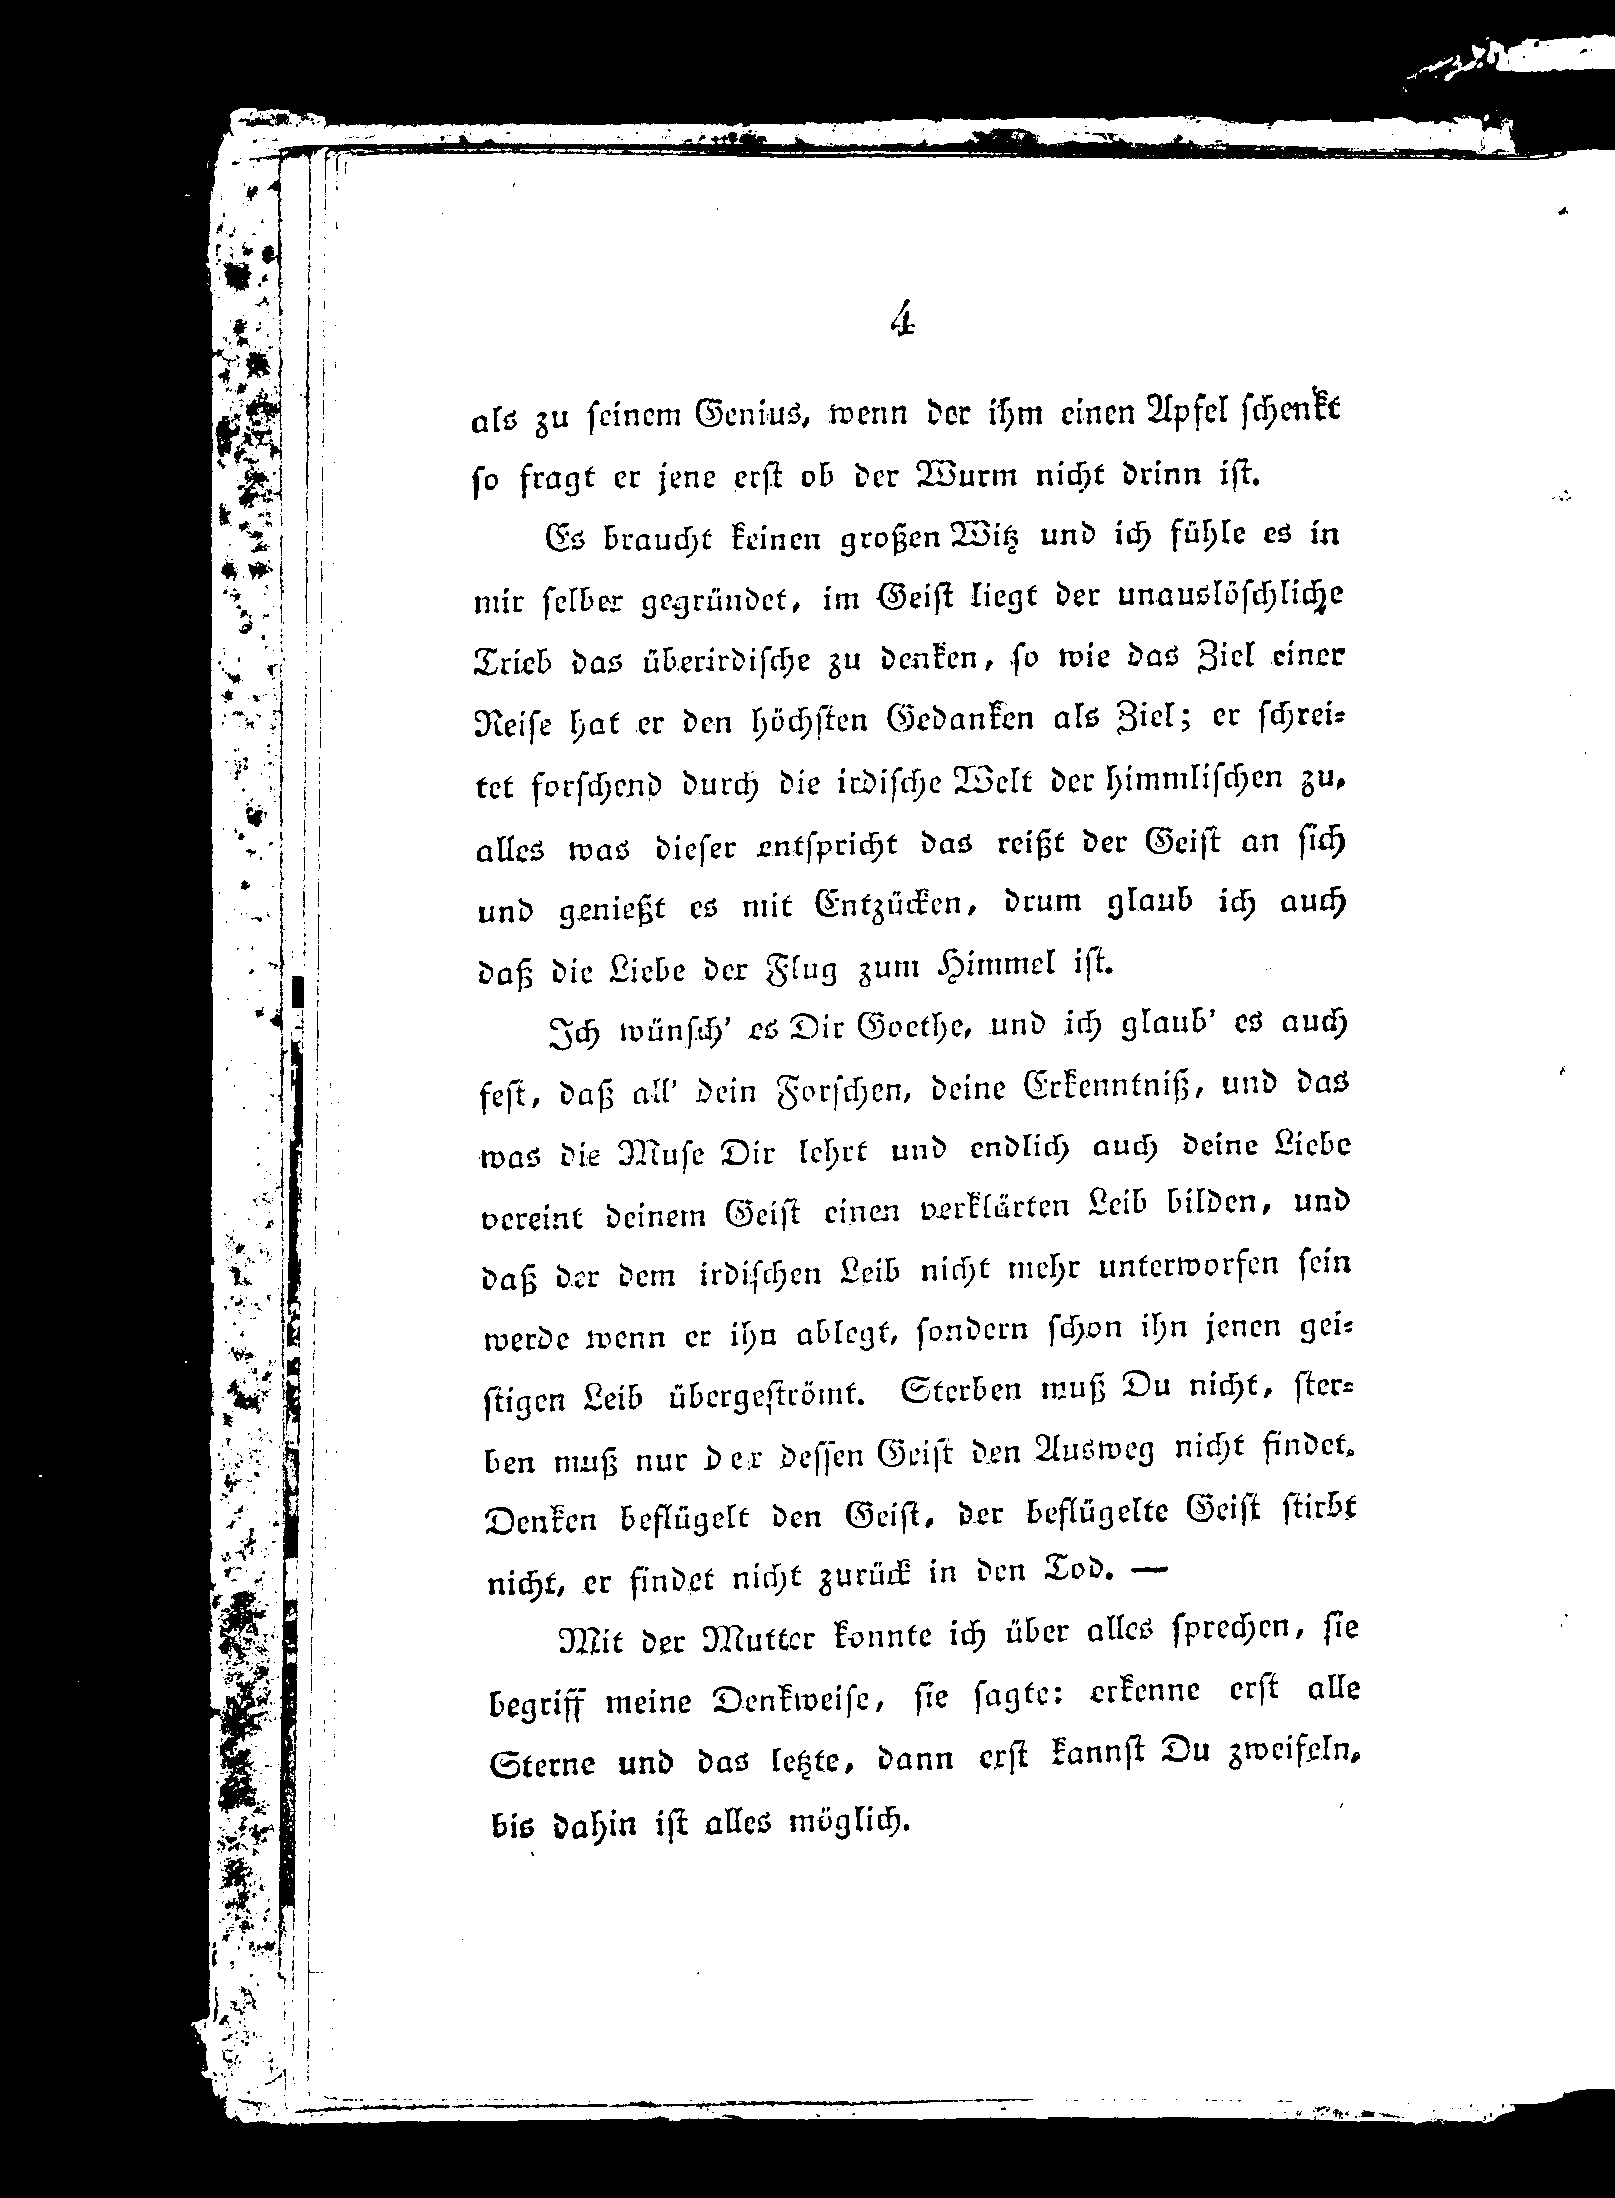 4
als zu ſeinem Genius, wenn der ihm einen Apfel ſchenkt
ſo fragt er jene erſt ob der Wurm nicht drinn iſt.
Es braucht keinen großen Witz und ich fühle es in
mir ſelber gegründet, im Geiſt liegt der unauslöſchliche
Trieb das überirdiſche zu denken, ſo wie das Ziel einer
Reiſe hat er den höchſten Gedanken als Ziel; er ſchrei⸗
tet forſchend durch die irdiſche Welt der himmliſchen zu,
alles was dieſer entſpricht das reißt der Geiſt an ſich
und genießt es mit Entzücken, drum glaub ich auch
daß die Liebe der Flug zum Himmel iſt.
Ich wünſch' es Dir Goethe, und ich glaub' es auch
feſt, daß all' dein Forſchen, deine Erkenntniß, und das
was die Muſe Dir lehrt und endlich auch deine Liebe
vereint deinem Geiſt einen verklärten Leib bilden, und
daß der dem irdiſchen Leib nicht mehr unterworfen ſein
werde wenn er ihn ablegt, ſondern ſchon ihn jenen gei⸗
ſtigen Leib übergeſtrömt. Sterben muß Du nicht, ſter⸗
ben muß nur der deſſen Geiſt den Ausweg nicht findet.
Denken beflügelt den Geiſt, der beflügelte Geiſt ſtirbt
nicht, er findet nicht zurück in den Tod. —
Mit der Mutter konnte ich über alles ſprechen, ſie
begriff meine Denkweiſe, ſie ſagte: erkenne erſt alle
Sterne und das letzte, dann erſt kannſt Du zweifeln,
bis dahin iſt alles möglich.